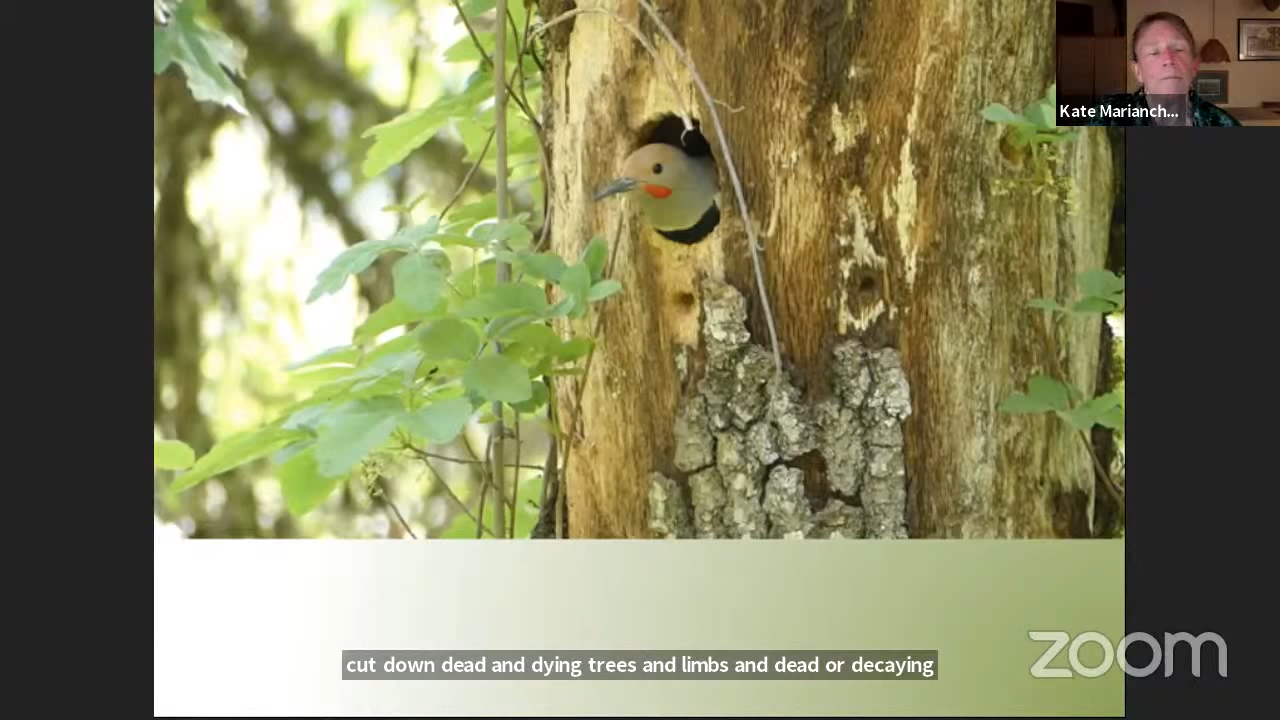 Kate Marianch...
cut down dead and dying trees and limbs and dead or decaying
zoom